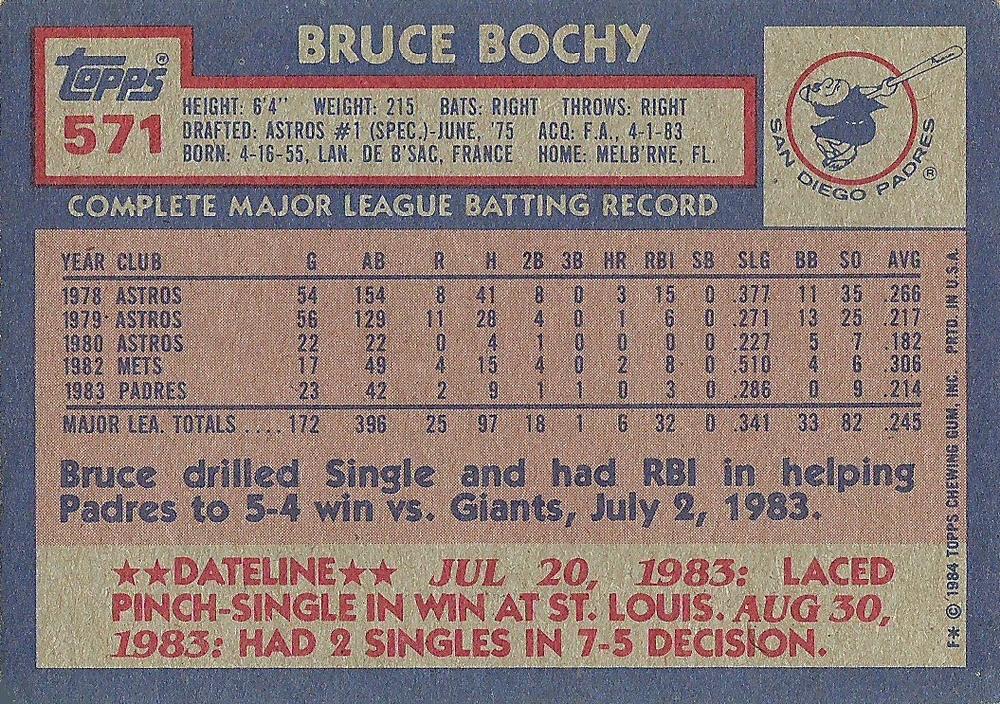 BRUCE BOCHY
Topps®
571
HEIGHT: 6'4" WEIGHT: 215 BATS: RIGHT THROWS: RIGHT
DRAFTED: ASTROS #1 (SPEC.)-JUNE, '75 ACQ: F.A., 4-1-83
BORN: 4-16-55, LAN. DE B'SAC, FRANCE HOME: MELB'RNE, FL.
SAN DIEGO PADRES ®
COMPLETE MAJOR LEAGUE BATTING RECORD
YEAR CLUB G AB R H 2B 3B HR RBI SB SLG BB SO AVG
1978 ASTROS 54 154 8 41 8 0 3 15 0 .377 11 35 .266
1979 ASTROS 56 129 11 28 4 0 1 6 0 .271 13 25 .217
1980 ASTROS 22 22 0 4 1 0 0 0 0 .227 5 7 .182
1982 METS 17 49 4 15 4 0 2 8 0 .510 4 6 .306
1983 PADRES 23 42 2 9 1 1 0 3 0 .286 0 9 .214
MAJOR LEA. TOTALS .... 172 396 25 97 18 1 6 32 0 .341 33 82 .245
Bruce drilled Single and had RBI in helping
Padres to 5-4 win vs. Giants, July 2, 1983.
★★DATELINE★★ JUL 20, 1983: LACED
PINCH-SINGLE IN WIN AT ST. LOUIS. AUG 30,
1983: HAD 2 SINGLES IN 7-5 DECISION.
F* © 1984 TOPPS CHEWING GUM, INC. PRTD. IN U.S.A.